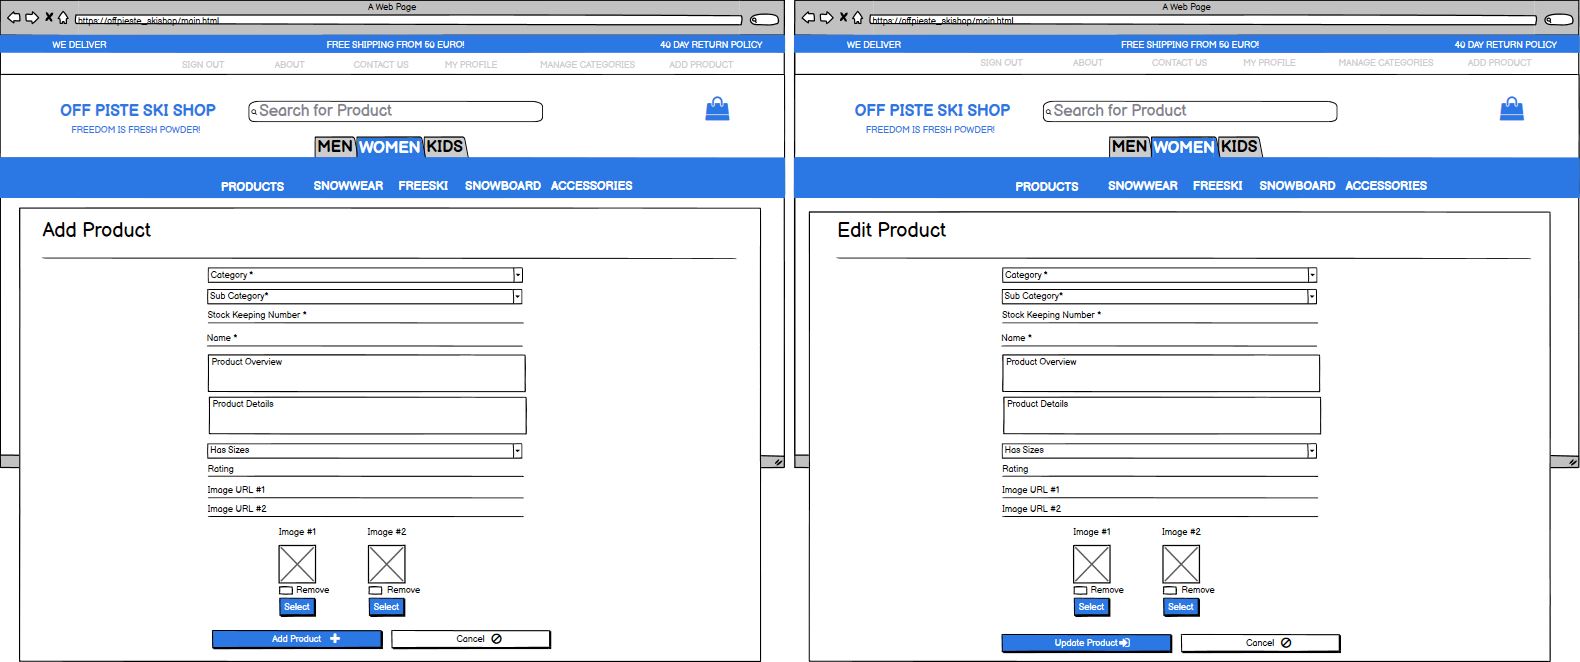 A Web Page
https://offpieste_skishop/main.html
WE DELIVER FREE SHIPPING FROM 50 EURO! 40 DAY RETURN POLICY
SIGN OUT ABOUT CONTACT US MY PROFILE MANAGE CATEGORIES ADD PRODUCT
OFF PISTE SKI SHOP Search for Product
FREEDOM IS FRESH POWDER!
MEN WOMEN KIDS
PRODUCTS SNOWWEAR FREESKI SNOWBOARD ACCESSORIES
Add Product
Category *
Sub Category*
Stock Keeping Number *
Name *
Product Overview
Product Details
Has Sizes
Rating
Image URL #1
Image URL #2
Image #1 Image #2
Remove Remove
Select Select
Add Product Cancel
A Web Page
https://offpieste_skishop/main.html
WE DELIVER FREE SHIPPING FROM 50 EURO! 40 DAY RETURN POLICY
SIGN OUT ABOUT CONTACT US MY PROFILE MANAGE CATEGORIES ADD PRODUCT
OFF PISTE SKI SHOP Search for Product
FREEDOM IS FRESH POWDER!
MEN WOMEN KIDS
PRODUCTS SNOWWEAR FREESKI SNOWBOARD ACCESSORIES
Edit Product
Category *
Sub Category*
Stock Keeping Number *
Name *
Product Overview
Product Details
Has Sizes
Rating
Image URL #1
Image URL #2
Image #1 Image #2
Remove Remove
Select Select
Update Product Cancel